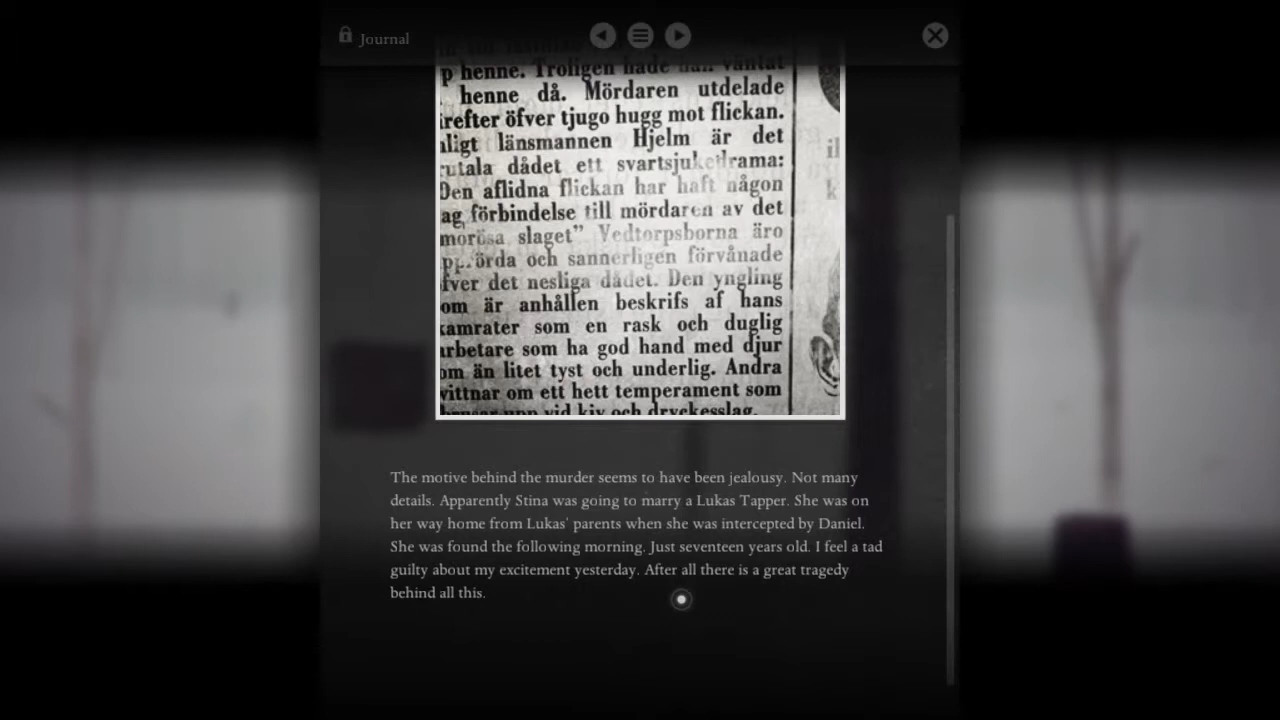 Journal
p henne. Troligen hade han väntat
henne då. Mördaren utdelade
irefter öfver tjugo hugg mot flickan.
nligt länsmannen Hjelm är det
rutala dådet ett svartsjukedrama:
Den aflidna flickan har haft någon
ag förbindelse till mördaren av det
morösa slaget” Vedtorpsborna äro
pprörda och sannerligen förvånade
fver det nesliga dådet. Den yngling
om är anhållen beskrifs af hans
kamrater som en rask och duglig
arbetare som ha god hand med djur
om än litet tyst och underlig. Andra
vittnar om ett hett temperament som
upp vid kiv och dryckesslag.
The motive behind the murder seems to have been jealousy. Not many
details. Apparently Stina was going to marry a Lukas Tapper. She was on
her way home from Lukas' parents when she was intercepted by Daniel.
She was found the following morning. Just seventeen years old. I feel a tad
guilty about my excitement yesterday. After all there is a great tragedy
behind all this.